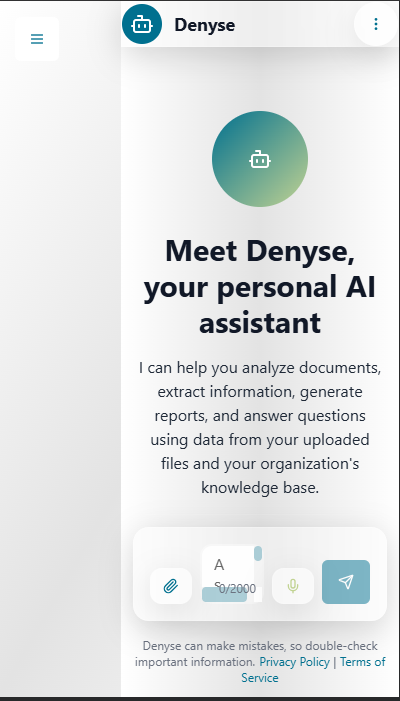 Denyse
Meet Denyse,
your personal AI
assistant
I can help you analyze documents,
extract information, generate
reports, and answer questions
using data from your uploaded
files and your organization's
knowledge base.
A
0/2000
Denyse can make mistakes, so double-check
important information. Privacy Policy | Terms of
Service